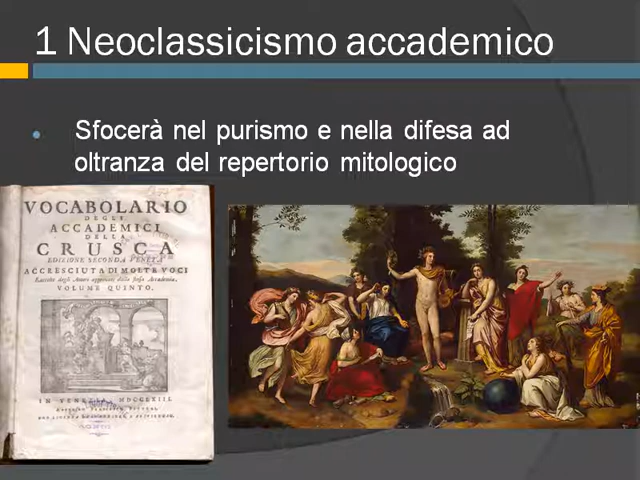 1 Neoclassicismo accademico
Sfocerà nel purismo e nella difesa ad
oltranza del repertorio mitologico
VOCABOLARIO
DEGLI
ACCADEMICI
DELLA
CRUSCA
EDIZIONE SECONDA VENETA
ACCRESCIUTA DI MOLTE VOCI
VOLUME QUINTO.
IN VENEZIA,